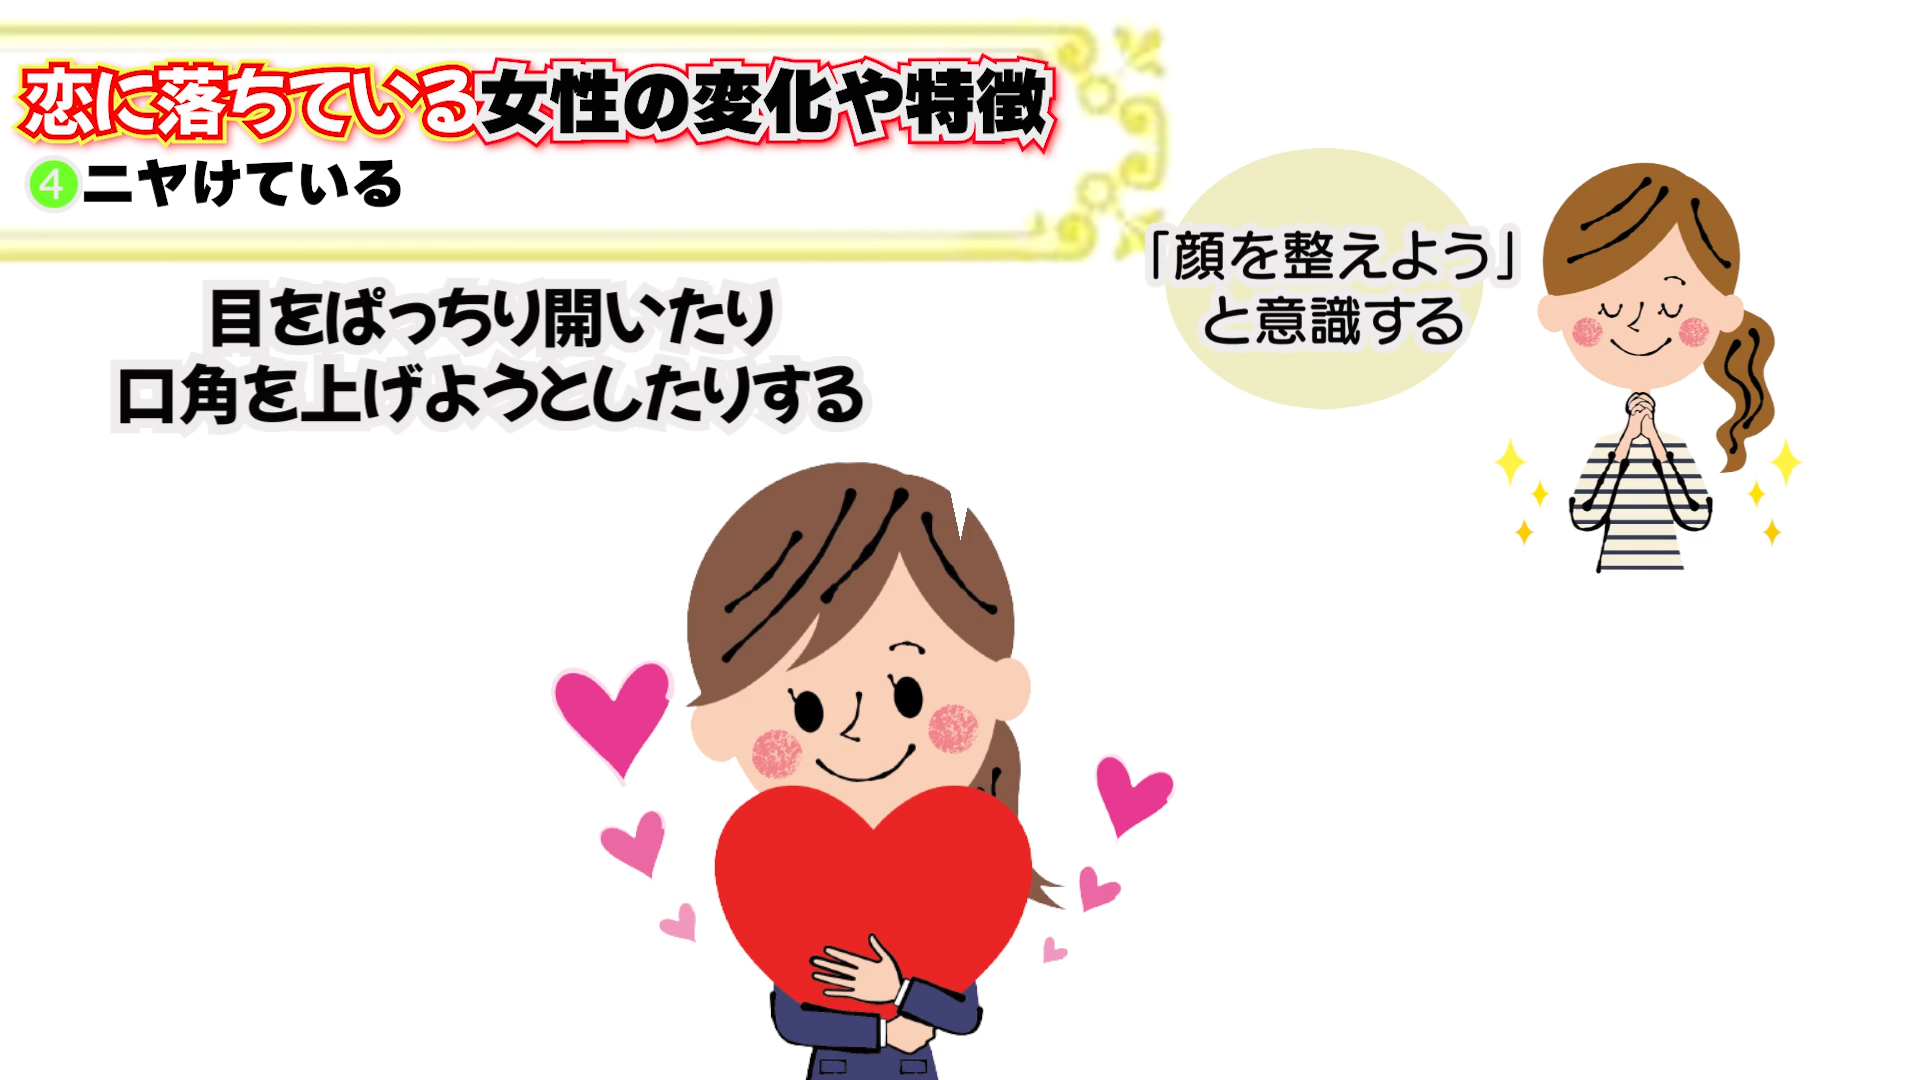 恋に落ちている女性の変化や特徴
❹ニヤけている
「顔を整えよう」
と意識する
目をぱっちり開いたり
口角を上げようとしたりする